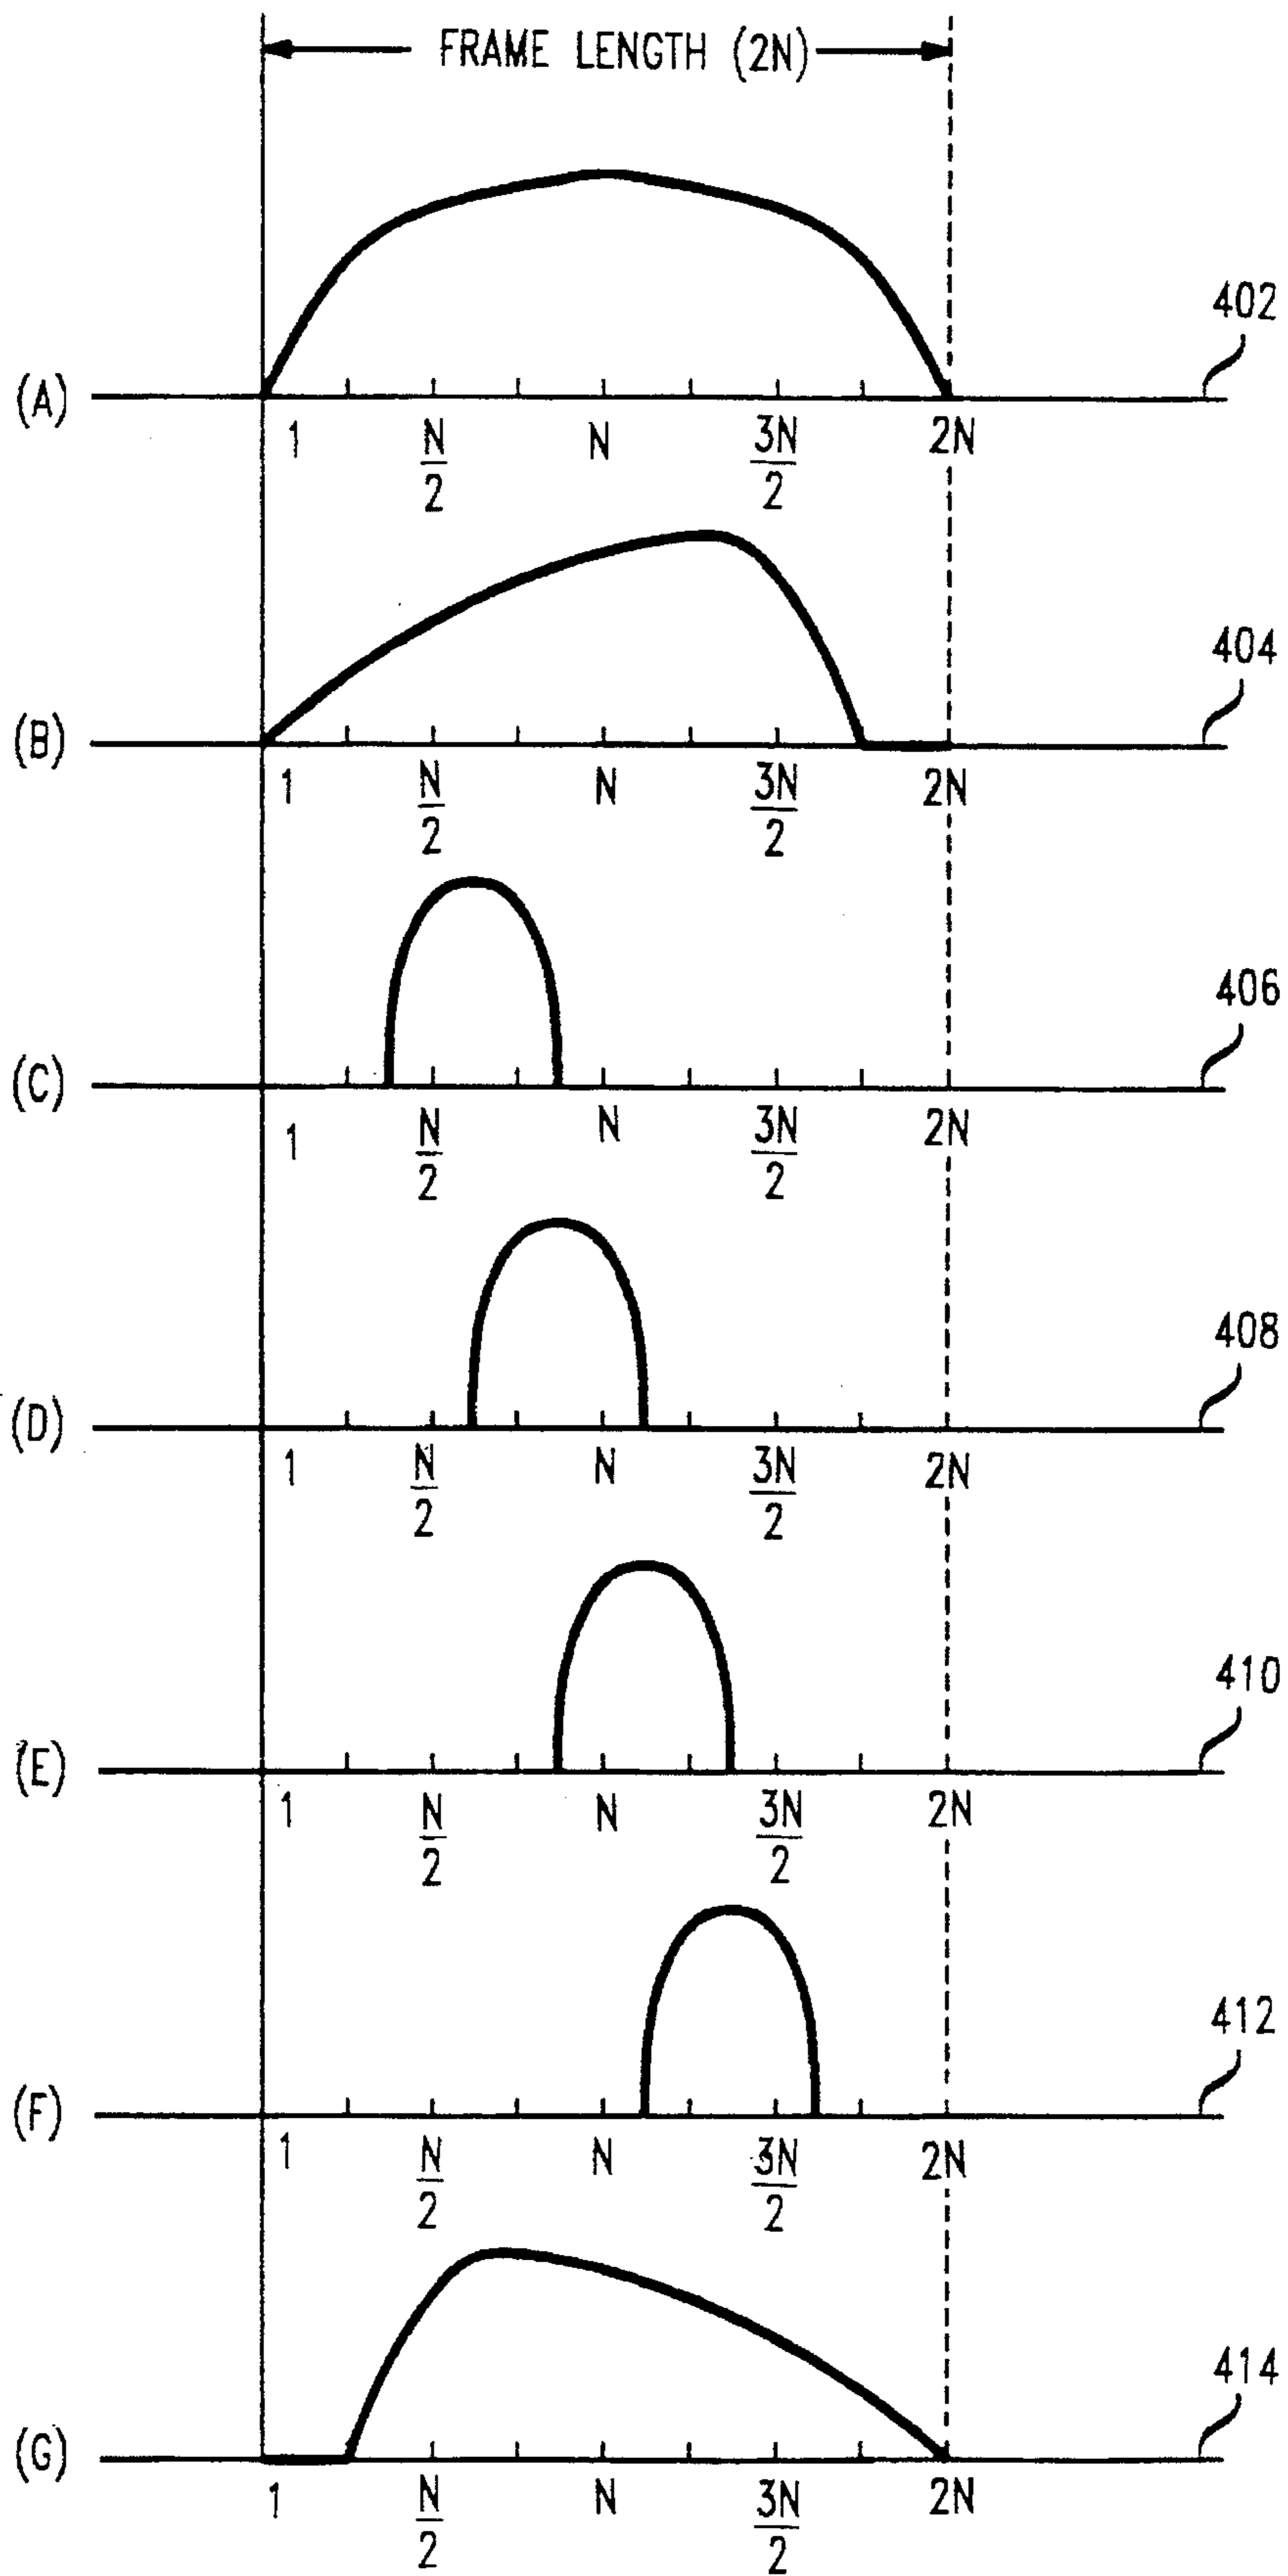 FRAME LENGTH (2N)
402
(A)
1 N/2 N 3N/2 2N
404
(B)
1 N/2 N 3N/2 2N
406
(C)
1 N/2 N 3N/2 2N
408
(D)
1 N/2 N 3N/2 2N
410
(E)
1 N/2 N 3N/2 2N
412
(F)
1 N/2 N 3N/2 2N
414
(G)
1 N/2 N 3N/2 2N